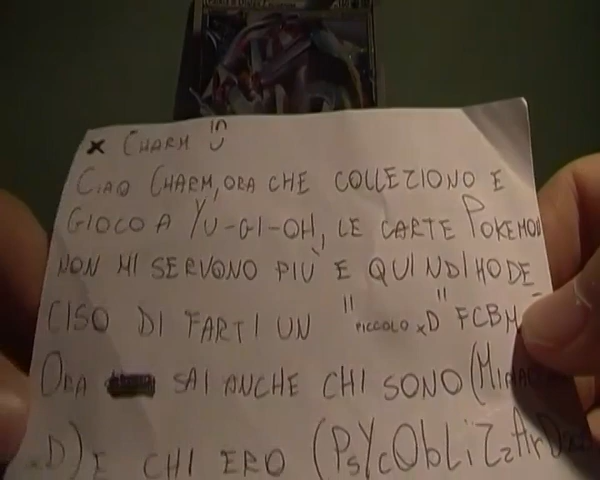 × CHARM
CIAO CHARM, ORA CHE COLLEZIONO E
GIOCO A YU-GI-OH, LE CARTE POKEMON
NON MI SERVONO PIÙ E QUINDI HO DE-
CISO DI FARTI UN "PICCOLO xD" FCBM
ORA SAI ANCHE CHI SONO
xD) E CHI ERO